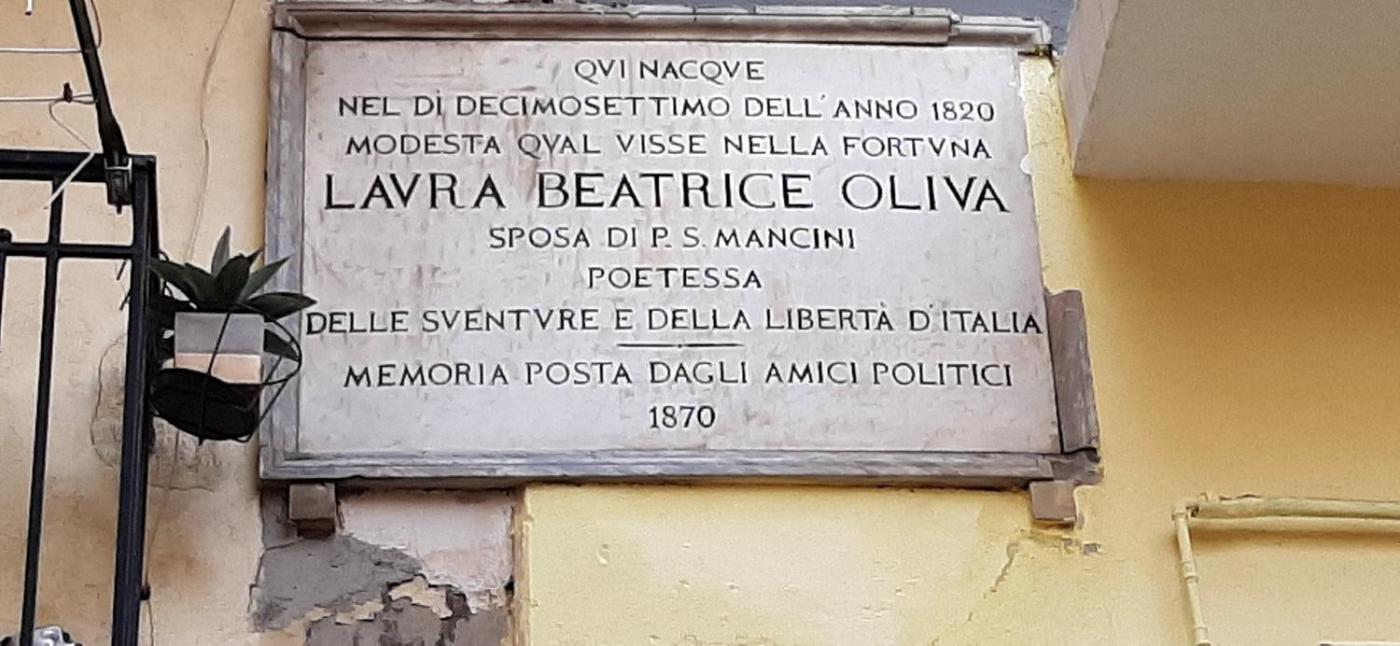 QVI NACQVE
NEL DÌ DECIMOSETTIMO DELL'ANNO 1820
MODESTA QVAL VISSE NELLA FORTVNA
LAVRA BEATRICE OLIVA
SPOSA DI P. S. MANCINI
POETESSA
DELLE SVENTVRE E DELLA LIBERTÀ D'ITALIA
MEMORIA POSTA DAGLI AMICI POLITICI
1870